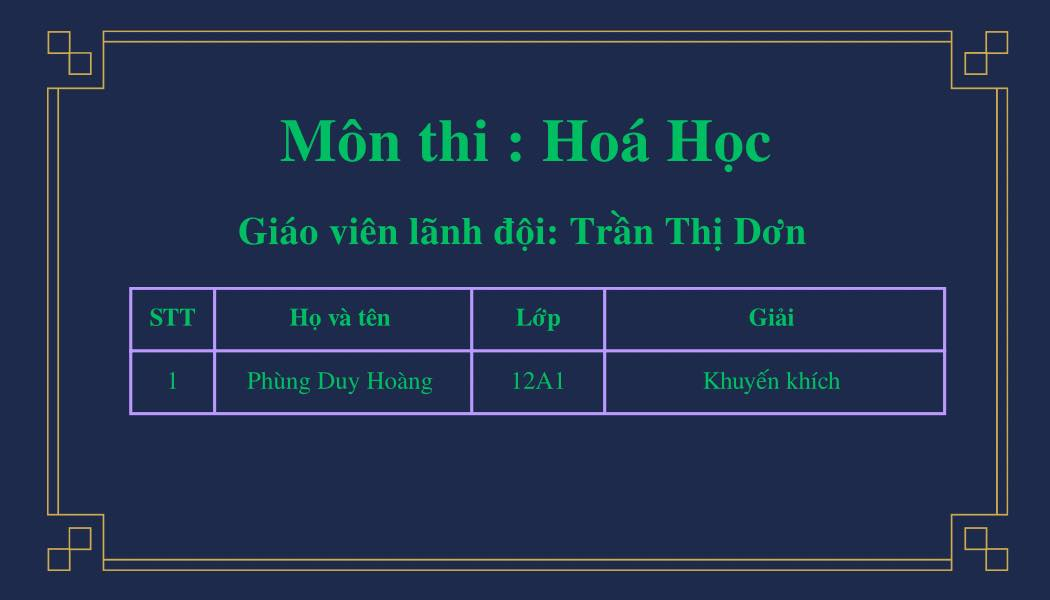 Môn thi : Hoá Học
Giáo viên lãnh đội: Trần Thị Dơn
STT Họ và tên Lớp Giải
1 Phùng Duy Hoàng 12A1 Khuyến khích